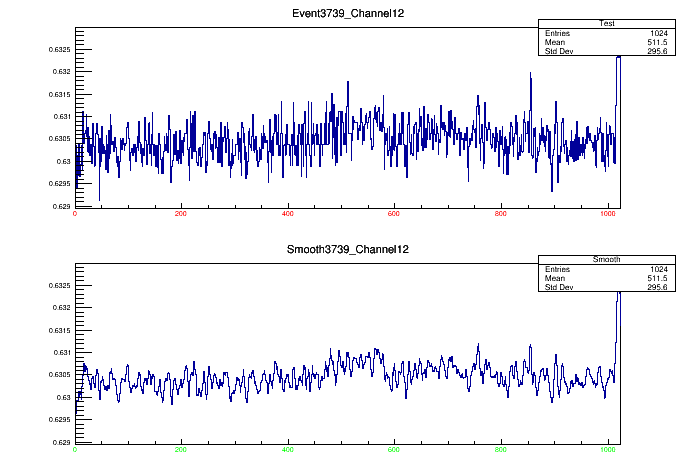 Event3739_Channel12
Test
Entries 1024
Mean 511.5
Std Dev 295.6
0.6325
0.632
0.6315
0.631
0.6305
0.63
0.6295
0.629
0 200 400 600 800 1000
Smooth3739_Channel12
Smooth
Entries 1024
Mean 511.5
Std Dev 295.6
0.6325
0.632
0.6315
0.631
0.6305
0.63
0.6295
0.629
0 200 400 600 800 1000